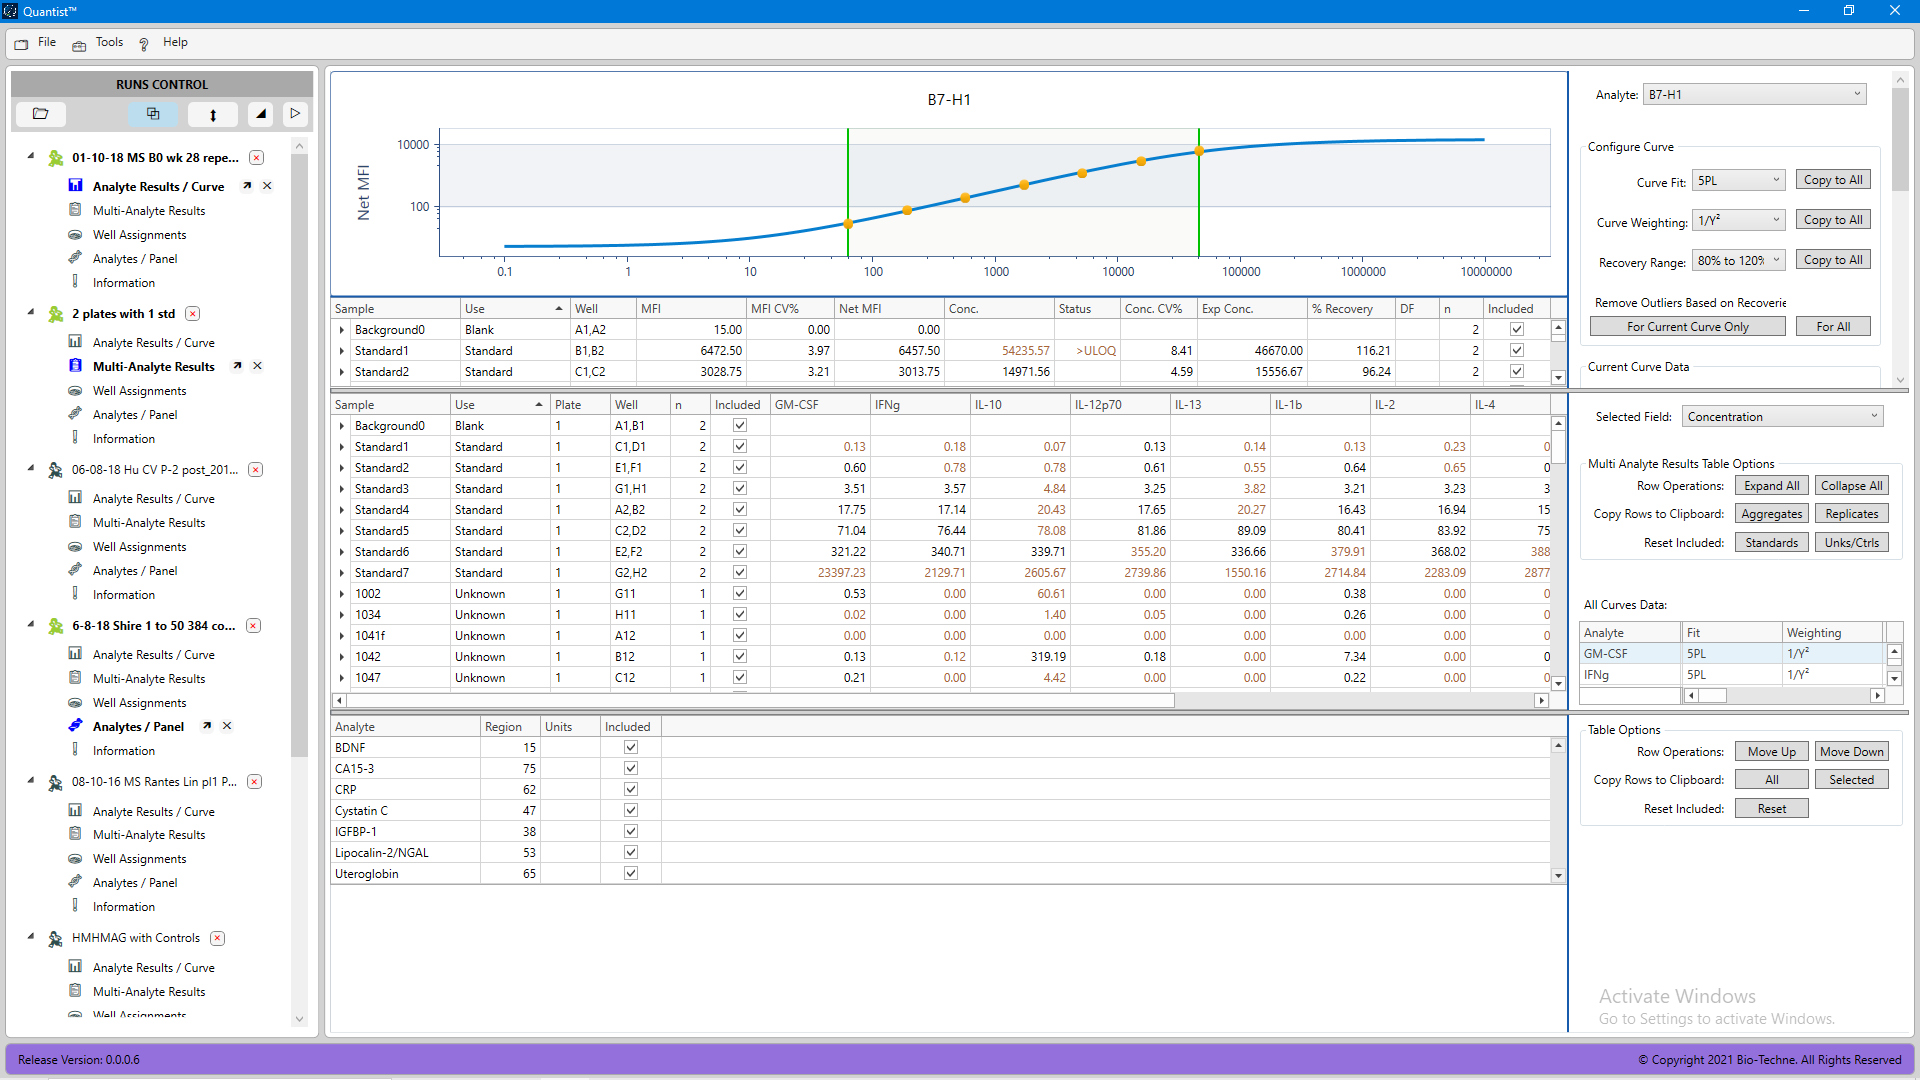 Quantist™
File Tools Help
RUNS CONTROL
01-10-18 MS B0 wk 28 repe...
Analyte Results / Curve
Multi-Analyte Results
Well Assignments
Analytes / Panel
Information
2 plates with 1 std
Analyte Results / Curve
Multi-Analyte Results
Well Assignments
Analytes / Panel
Information
06-08-18 Hu CV P-2 post_201...
Analyte Results / Curve
Multi-Analyte Results
Well Assignments
Analytes / Panel
Information
6-8-18 Shire 1 to 50 384 co...
Analyte Results / Curve
Multi-Analyte Results
Well Assignments
Analytes / Panel
Information
08-10-16 MS Rantes Lin pl1 P...
Analyte Results / Curve
Multi-Analyte Results
Well Assignments
Analytes / Panel
Information
HMHMAG with Controls
Analyte Results / Curve
Multi-Analyte Results
Well Assignments
B7-H1
Net MFI
10000
100
0.1 1 10 100 1000 10000 100000 1000000 10000000
Sample Use Well MFI MFI CV% Net MFI Conc. Status Conc. CV% Exp Conc. % Recovery DF n Included
Background0 Blank A1,A2 15.00 0.00 0.00 2
Standard1 Standard B1,B2 6472.50 3.97 6457.50 54235.57 >ULOQ 8.41 46670.00 116.21 2
Standard2 Standard C1,C2 3028.75 3.21 3013.75 14971.56 4.59 15556.67 96.24 2
Sample Use Plate Well n Included GM-CSF IFNg IL-10 IL-12p70 IL-13 IL-1b IL-2 IL-4
Background0 Blank 1 A1,B1 2
Standard1 Standard 1 C1,D1 2 0.13 0.18 0.07 0.13 0.14 0.13 0.23 0
Standard2 Standard 1 E1,F1 2 0.60 0.78 0.78 0.61 0.55 0.64 0.65 0
Standard3 Standard 1 G1,H1 2 3.51 3.57 4.84 3.25 3.82 3.21 3.23 3
Standard4 Standard 1 A2,B2 2 17.75 17.14 20.43 17.65 20.27 16.43 16.94 15
Standard5 Standard 1 C2,D2 2 71.04 76.44 78.08 81.86 89.09 80.41 83.92 75
Standard6 Standard 1 E2,F2 2 321.22 340.71 339.71 355.20 336.66 379.91 368.02 388
Standard7 Standard 1 G2,H2 2 23397.23 2129.71 2605.67 2739.86 1550.16 2714.84 2283.09 2877
1002 Unknown 1 G11 1 0.53 0.00 60.61 0.00 0.00 0.38 0.00 0
1034 Unknown 1 H11 1 0.02 0.00 1.40 0.05 0.00 0.26 0.00 0
1041f Unknown 1 A12 1 0.00 0.00 0.00 0.00 0.00 0.00 0.00 0
1042 Unknown 1 B12 1 0.13 0.12 319.19 0.18 0.00 7.34 0.00 0
1047 Unknown 1 C12 1 0.21 0.00 4.42 0.00 0.00 0.22 0.00 0
Analyte Region Units Included
BDNF 15
CA15-3 75
CRP 62
Cystatin C 47
IGFBP-1 38
Lipocalin-2/NGAL 53
Uteroglobin 65
Analyte: B7-H1
Configure Curve
Curve Fit: 5PL Copy to All
Curve Weighting: 1/Y² Copy to All
Recovery Range: 80% to 120% Copy to All
Remove Outliers Based on Recoverie
For Current Curve Only For All
Current Curve Data
Selected Field: Concentration
Multi Analyte Results Table Options
Row Operations: Expand All Collapse All
Copy Rows to Clipboard: Aggregates Replicates
Reset Included: Standards Unks/Ctrls
All Curves Data:
Analyte Fit Weighting
GM-CSF 5PL 1/Y²
IFNg 5PL 1/Y²
Table Options
Row Operations: Move Up Move Down
Copy Rows to Clipboard: All Selected
Reset Included: Reset
Activate Windows
Go to Settings to activate Windows.
Release Version: 0.0.0.6
© Copyright 2021 Bio-Techne. All Rights Reserved